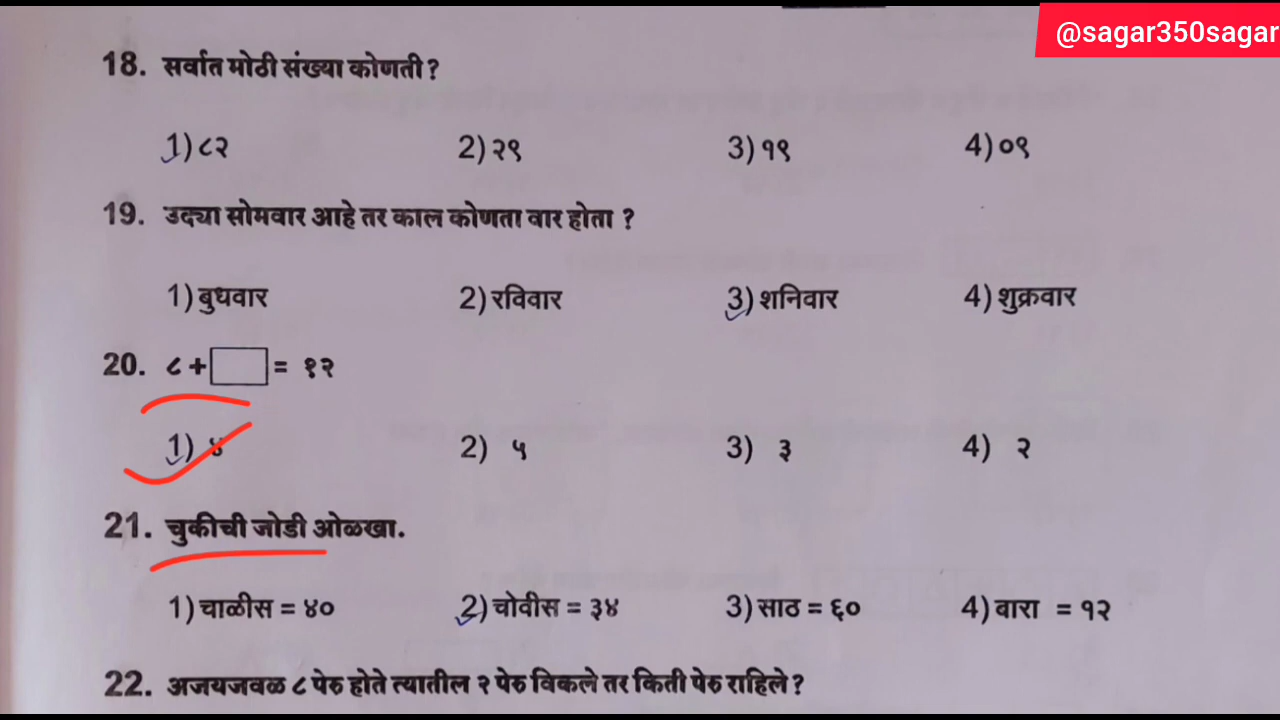 @sagar350sagar
18. सर्वात मोठी संख्या कोणती ?
1) ८२ 2) २९ 3) १९ 4) ०९
19. उद्या सोमवार आहे तर काल कोणता वार होता ?
1) बुधवार 2) रविवार 3) शनिवार 4) शुक्रवार
20. ८ + = १२
1) ४ 2) ५ 3) ३ 4) २
21. चुकीची जोडी ओळखा.
1) चाळीस = ४० 2) चोवीस = ३४ 3) साठ = ६० 4) बारा = १२
22. अजयजवळ ८ पेरु होते त्यातील २ पेरु विकले तर किती पेरु राहिले ?